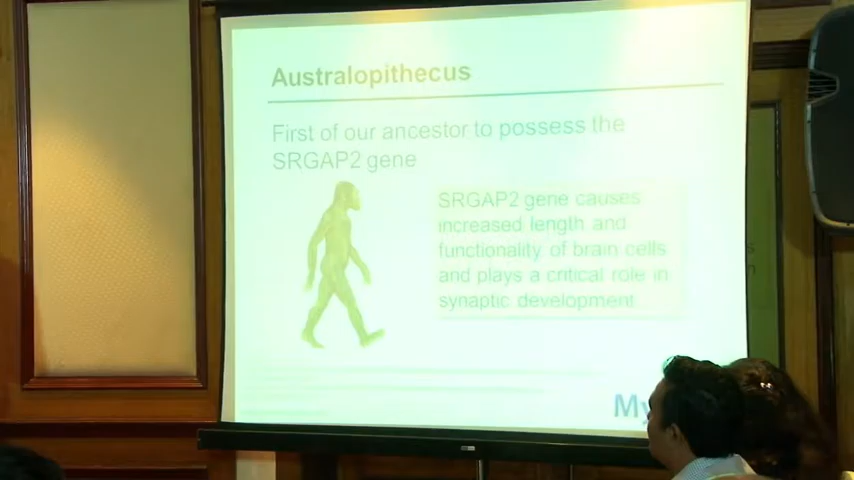 Australopithecus
First of our ancestor to possess the
SRGAP2 gene
SRGAP2 gene causes
increased length and
functionality of brain cells
and plays a critical role in
synaptic development
My